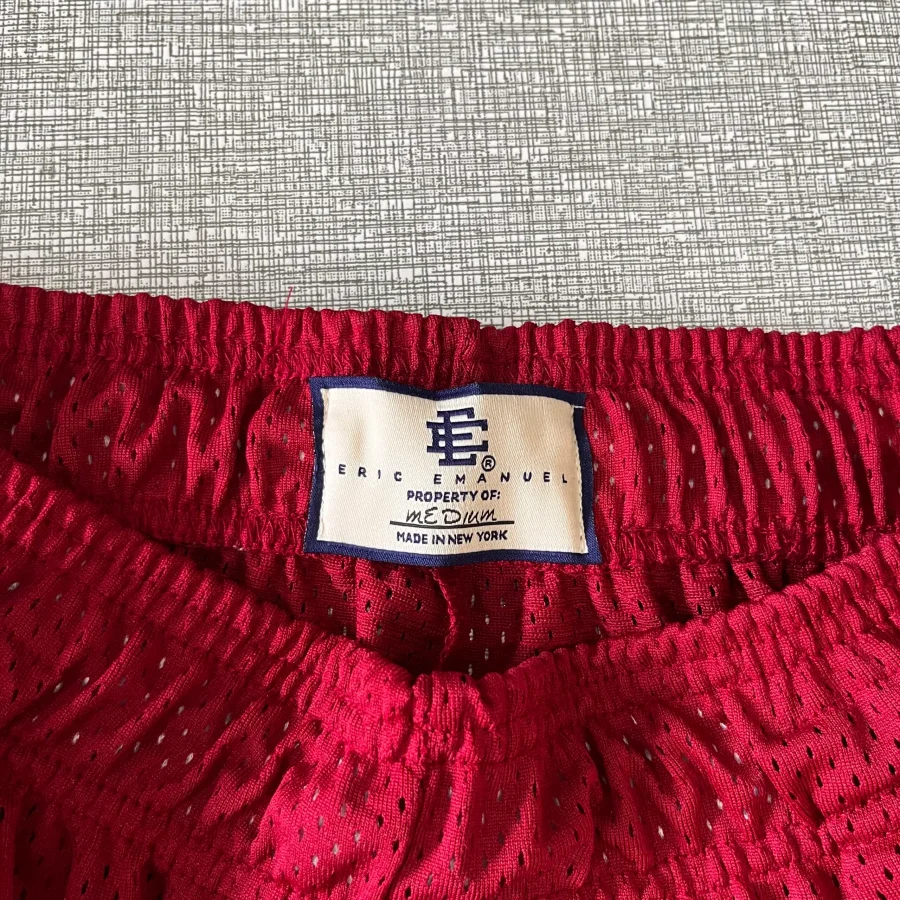 EE®
ERIC EMANUEL
PROPERTY OF:
MEDIUM
MADE IN NEW YORK